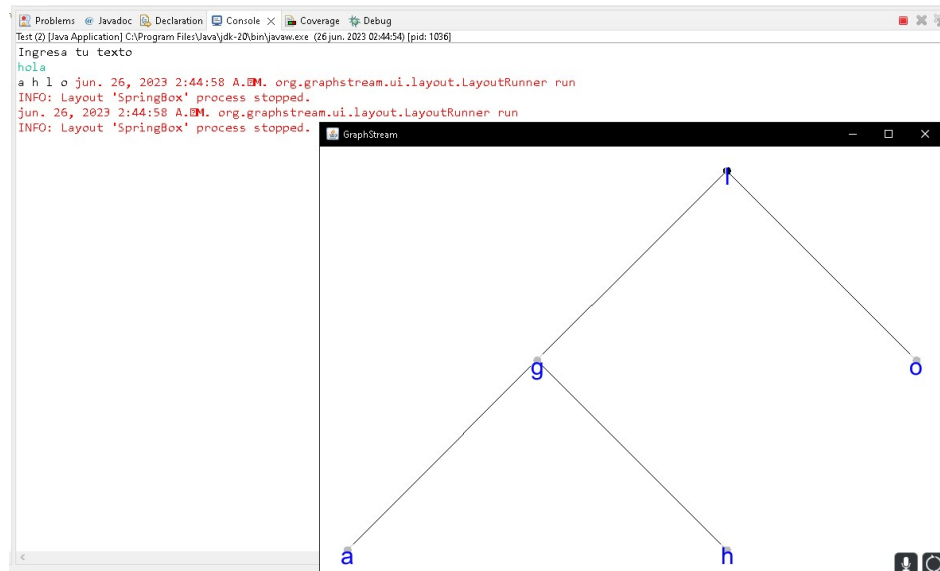 Problems @ Javadoc Declaration Console Coverage Debug
Test (2) [Java Application] C:\Program Files\Java\jdk-20\bin\javaw.exe (26 jun. 2023 02:44:54) [pid: 1036]
Ingresa tu texto
hola
a h l o jun. 26, 2023 2:44:58 A. M. org.graphstream.ui.layout.LayoutRunner run
INFO: Layout 'SpringBox' process stopped.
jun. 26, 2023 2:44:58 A. M. org.graphstream.ui.layout.LayoutRunner run
INFO: Layout 'SpringBox' process stopped.
GraphStream
l
g o
a h